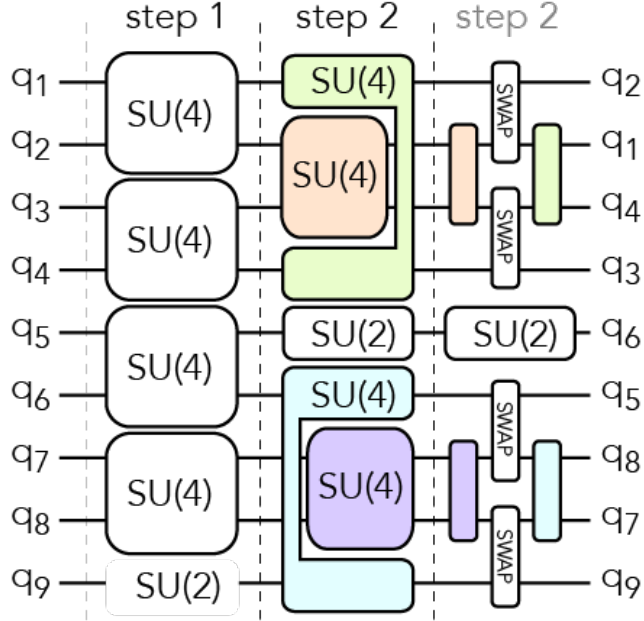 step 1 step 2 step 2
q1 SU(4) q2
q2 SU(4) SWAP q1
SU(4)
q3 q4
SU(4) SWAP
q4 q3
q5 SU(2) SU(2) q6
SU(4)
q6 SU(4) SWAP q5
q7 q8
SU(4) SU(4)
q8 SWAP q7
q9 SU(2) q9